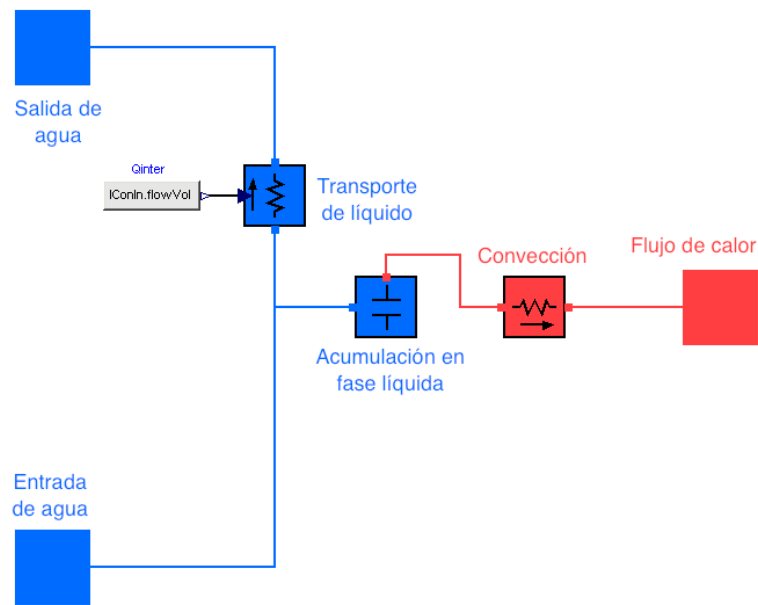 Salida de
agua
Qinter
IConIn.flowVol
Transporte
de líquido
Convección
Flujo de calor
Acumulación en
fase líquida
Entrada
de agua